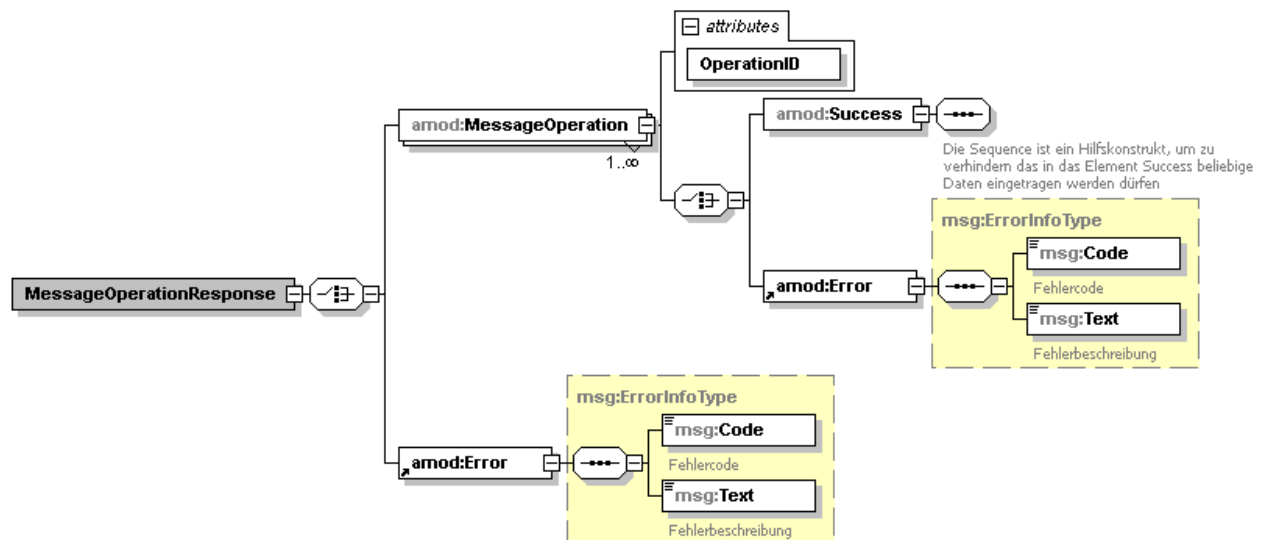 attributes
OperationID
amod:MessageOperation
1..∞
amod:Success
Die Sequence ist ein Hilfskonstrukt, um zu
verhindern das in das Element Success beliebige
Daten eingetragen werden dürfen
msg:ErrorInfoType
msg:Code
Fehlercode
amod:Error
msg:Text
Fehlerbeschreibung
MessageOperationResponse
msg:ErrorInfoType
msg:Code
Fehlercode
amod:Error
msg:Text
Fehlerbeschreibung